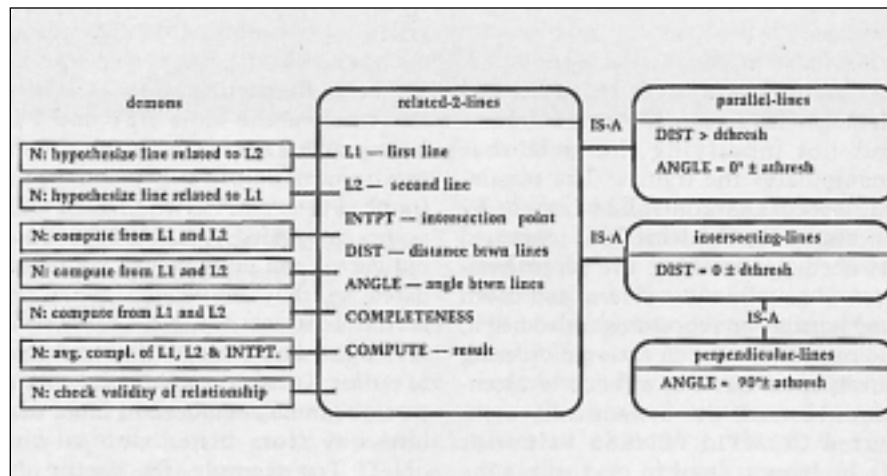 demons
N: hypothesize line related to L2
N: hypothesize line related to L1
N: compute from L1 and L2
N: compute from L1 and L2
N: compute from L1 and L2
N: avg. compl. of L1, L2 & INTPT.
N: check validity of relationship
related-2-lines
L1 — first line
L2 — second line
INTPT — intersection point
DIST — distance btwn lines
ANGLE — angle btwn lines
COMPLETENESS
COMPUTE — result
IS-A
IS-A
parallel-lines
DIST > dthresh
ANGLE = 0° ± athresh
intersecting-lines
DIST = 0 ± dthresh
IS-A
perpendicular-lines
ANGLE = 90° ± athresh